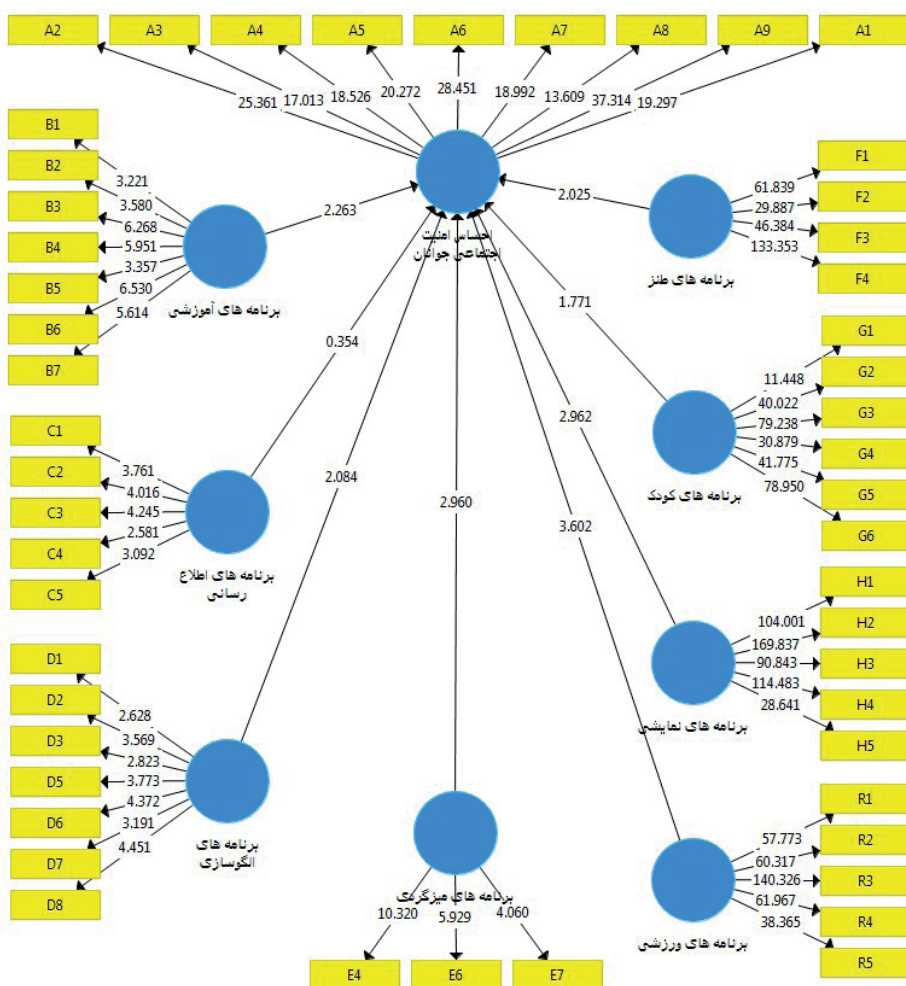 A2 A3 A4 A5 A6 A7 A8 A9 A1
25.361 17.013 18.526 20.272 28.451 18.992 13.609 37.314 19.297
احساس امنیت
اجتماعی جوانان
B1
B2
B3
B4
B5
B6
B7
3.221
3.580
6.268
5.951
3.357
6.530
5.614
برنامه های آموزشی
2.263
F1
F2
F3
F4
61.839
29.887
46.384
133.353
برنامه های طنز
2.025
C1
C2
C3
C4
C5
3.761
4.016
4.245
2.581
3.092
برنامه های اطلاع
رسانی
0.354
G1
G2
G3
G4
G5
G6
11.448
40.022
79.238
30.879
41.775
78.950
برنامه های کودک
1.771
D1
D2
D3
D5
D6
D7
D8
2.628
3.569
2.823
3.773
4.372
3.191
4.451
برنامه های
الگوسازی
2.084
H1
H2
H3
H4
H5
104.001
169.837
90.843
114.483
28.641
برنامه های نمایشی
2.962
برنامه های میزگردی
2.960
10.320 5.929 4.060
E4 E6 E7
R1
R2
R3
R4
R5
57.773
60.317
140.326
61.967
38.365
برنامه های ورزشی
3.602